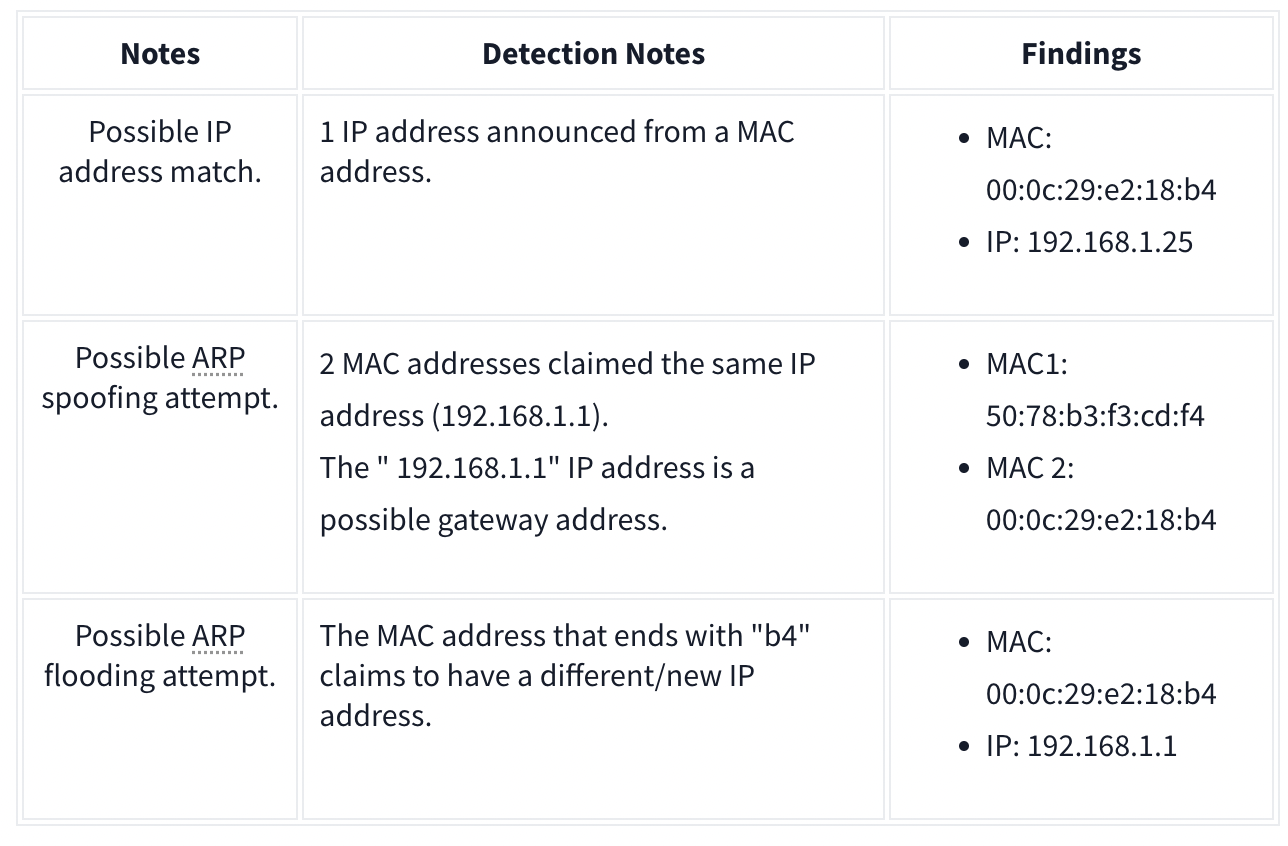 Notes
Detection Notes
Findings
Possible IP
address match.
1 IP address announced from a MAC
address.
• MAC:
00:0c:29:e2:18:b4
• IP: 192.168.1.25
Possible ARP
spoofing attempt.
2 MAC addresses claimed the same IP
address (192.168.1.1).
The " 192.168.1.1" IP address is a
possible gateway address.
• MAC1:
50:78:b3:f3:cd:f4
• MAC 2:
00:0c:29:e2:18:b4
Possible ARP
flooding attempt.
The MAC address that ends with "b4"
claims to have a different/new IP
address.
• MAC:
00:0c:29:e2:18:b4
• IP: 192.168.1.1